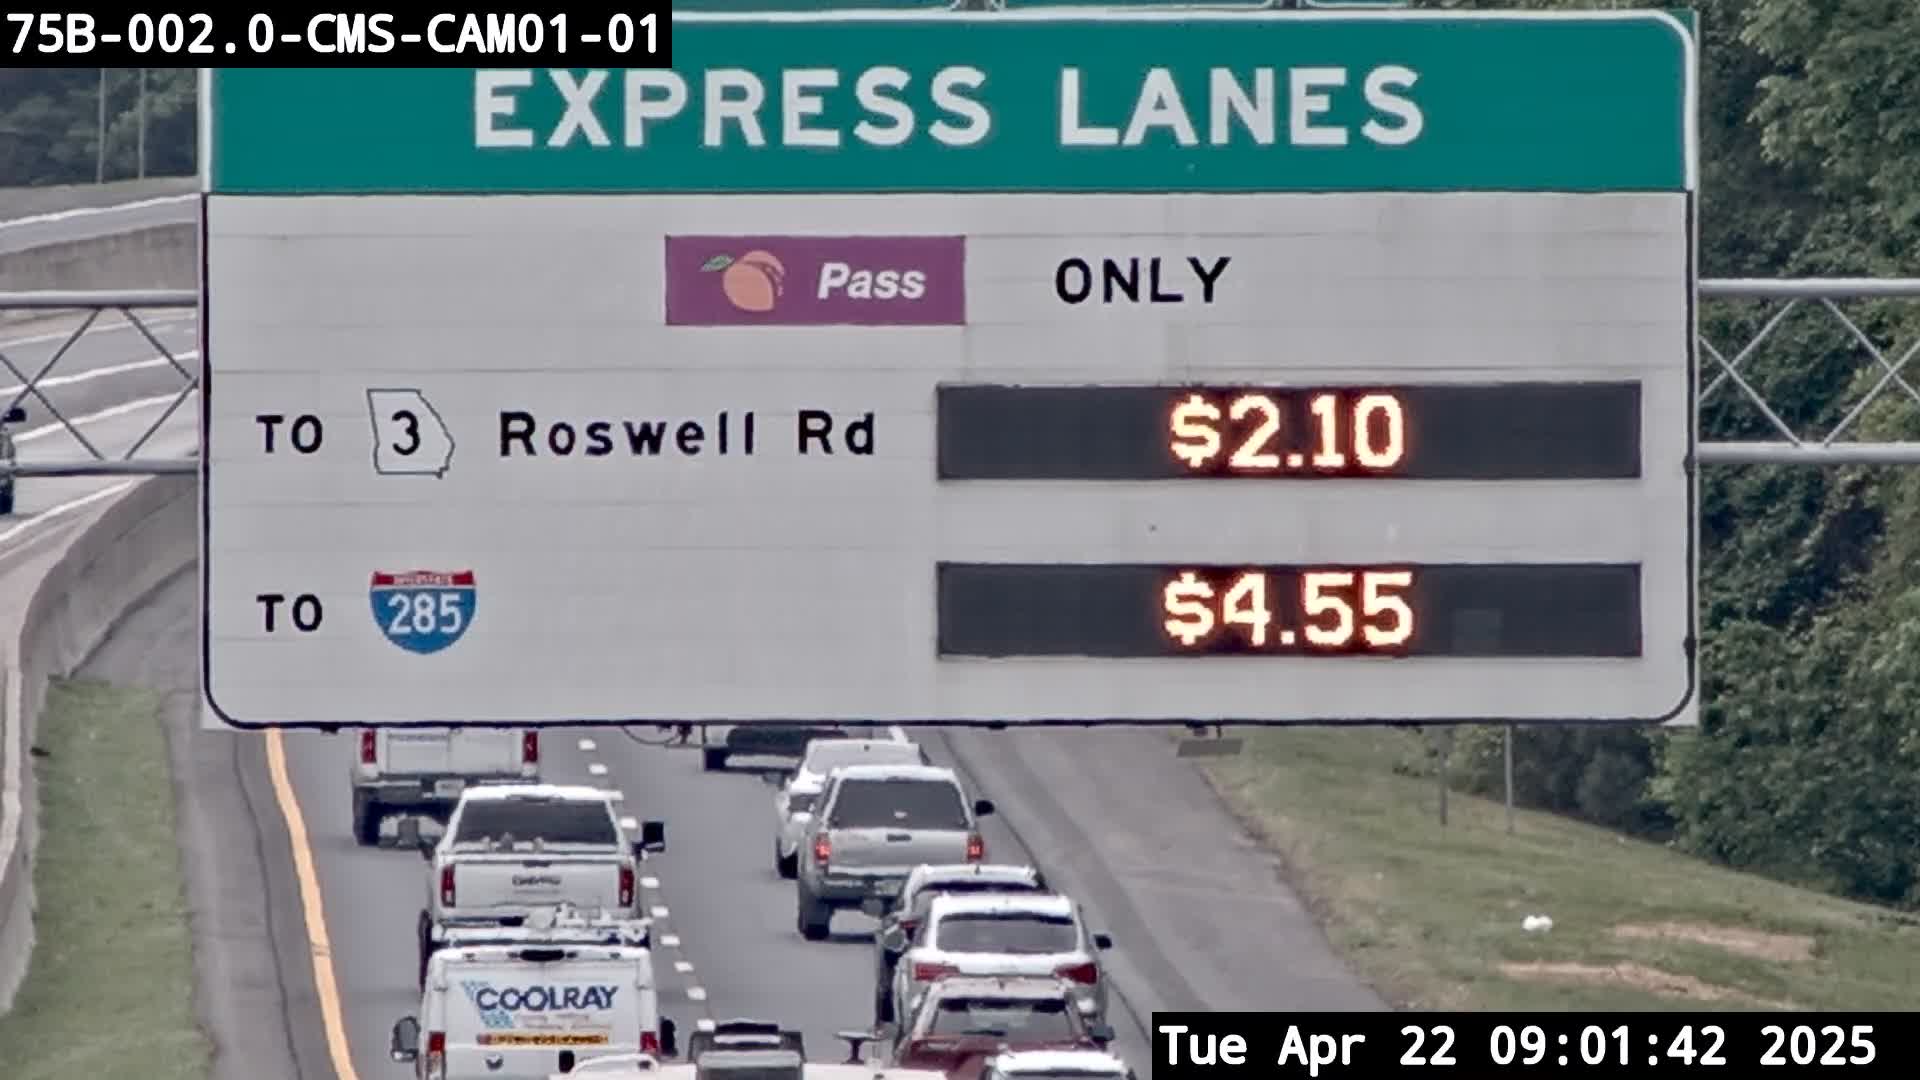 75B-002.0-CMS-CAM01-01
EXPRESS LANES
Pass ONLY
TO 3 Roswell Rd $2.10
INTERSTATE
TO 285 $4.55
COOLRAY
Tue Apr 22 09:01:42 2025